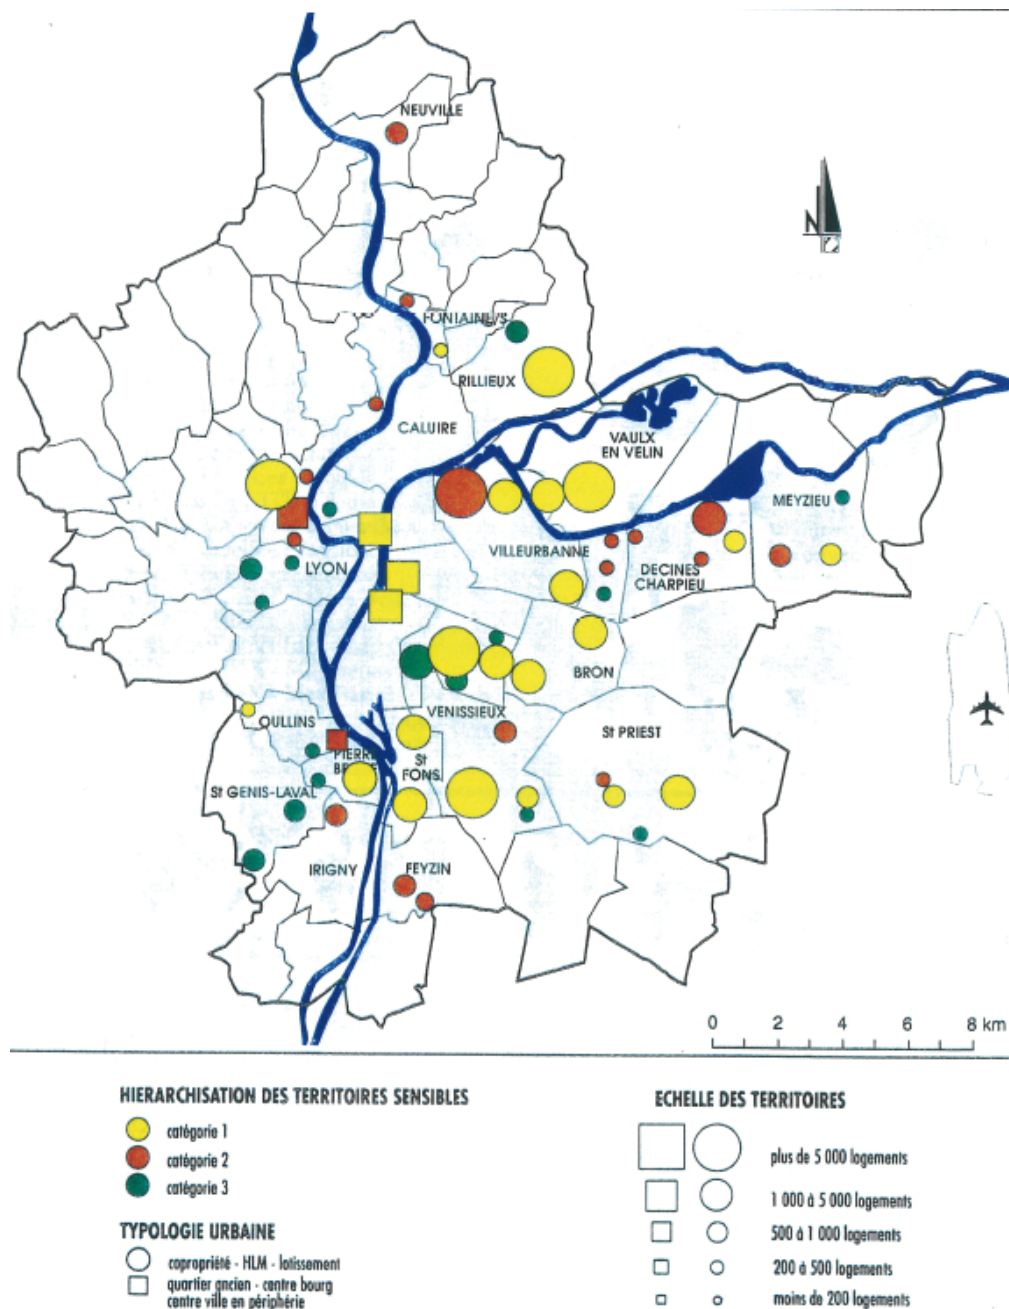 NEUVILLE
N
FONTAINE/S
RILLIEUX
CALUIRE
VAULX
EN VELIN
MEYZIEU
VILLEURBANNE
LYON
DECINES
CHARPIEU
BRON
VENISSIEUX
OULLINS
St PRIEST
PIERRE
BENITE
St
FONS
St GENIS-LAVAL
IRIGNY
FEYZIN
0 2 4 6 8 km
HIERARCHISATION DES TERRITOIRES SENSIBLES
catégorie 1
catégorie 2
catégorie 3
TYPOLOGIE URBAINE
copropriété - HLM - lotissement
quartier ancien - centre bourg
centre ville en périphérie
ECHELLE DES TERRITOIRES
plus de 5 000 logements
1 000 à 5 000 logements
500 à 1 000 logements
200 à 500 logements
moins de 200 logements